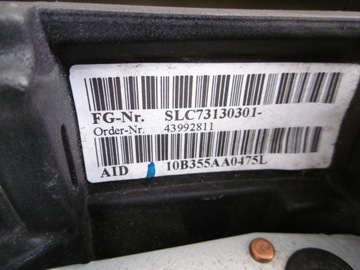 FG-Nr. SLC73130301-
Order-Nr. 43992811
AID 10B355AA0475L